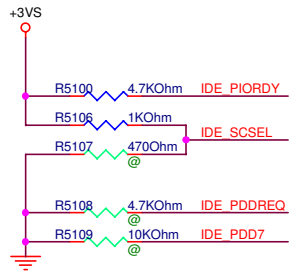 +3VS
R5100 4.7KOhm IDE_PIORDY
R5106 1KOhm
IDE_SCSEL
R5107 470Ohm
@
R5108 4.7KOhm IDE_PDDREQ
@
R5109 10KOhm IDE_PDD7
@